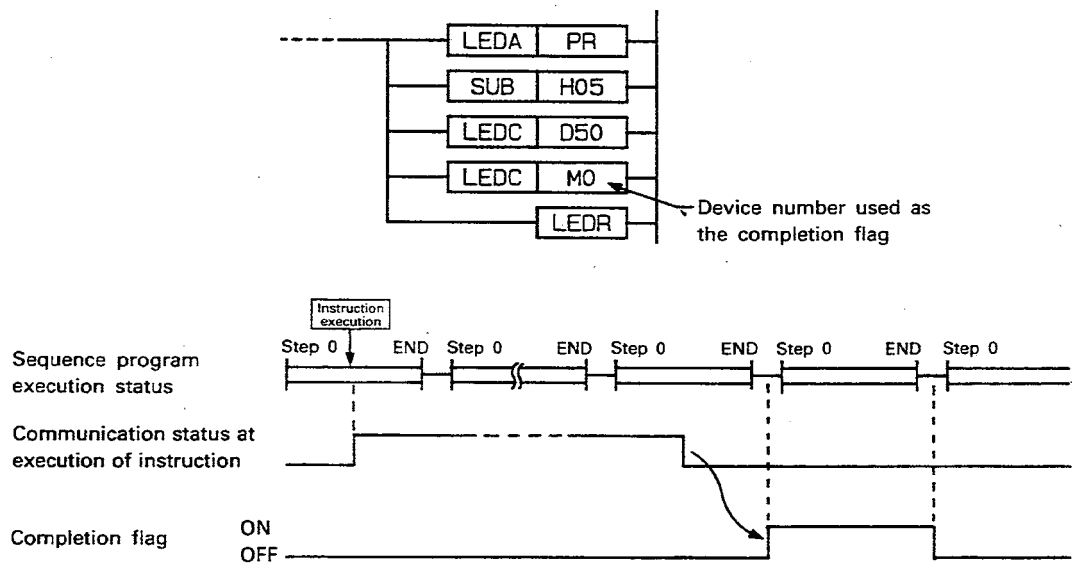 LEDA PR
SUB H05
LEDC D50
LEDC M0
LEDR
Device number used as
the completion flag
Instruction
execution
Step 0 END Step 0 END Step 0 END Step 0 END Step 0
Sequence program
execution status
Communication status at
execution of instruction
Completion flag
ON
OFF